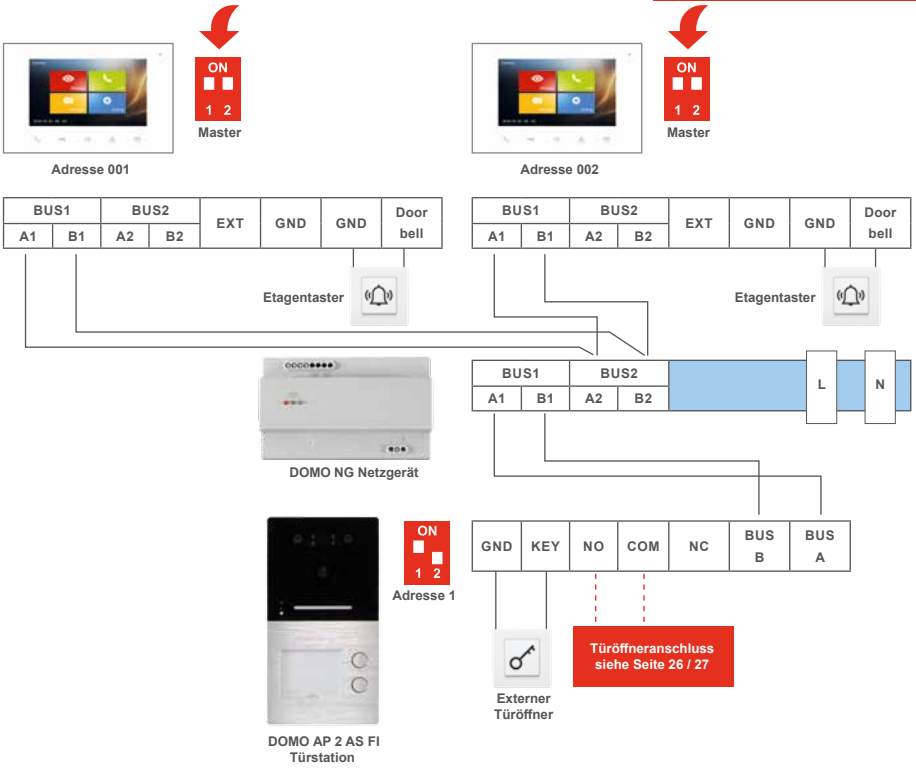 ON
1 2
Master
ON
1 2
Master
Adresse 001
Adresse 002
BUS1 BUS2 EXT GND GND Door bell
A1 B1 A2 B2
BUS1 BUS2 EXT GND GND Door bell
A1 B1 A2 B2
Etagentaster
Etagentaster
BUS1 BUS2 L N
A1 B1 A2 B2
DOMO NG Netzgerät
ON
1 2
Adresse 1
GND KEY NO COM NC BUS B BUS A
Türöffneranschluss
siehe Seite 26 / 27
Externer
Türöffner
DOMO AP 2 AS FI
Türstation